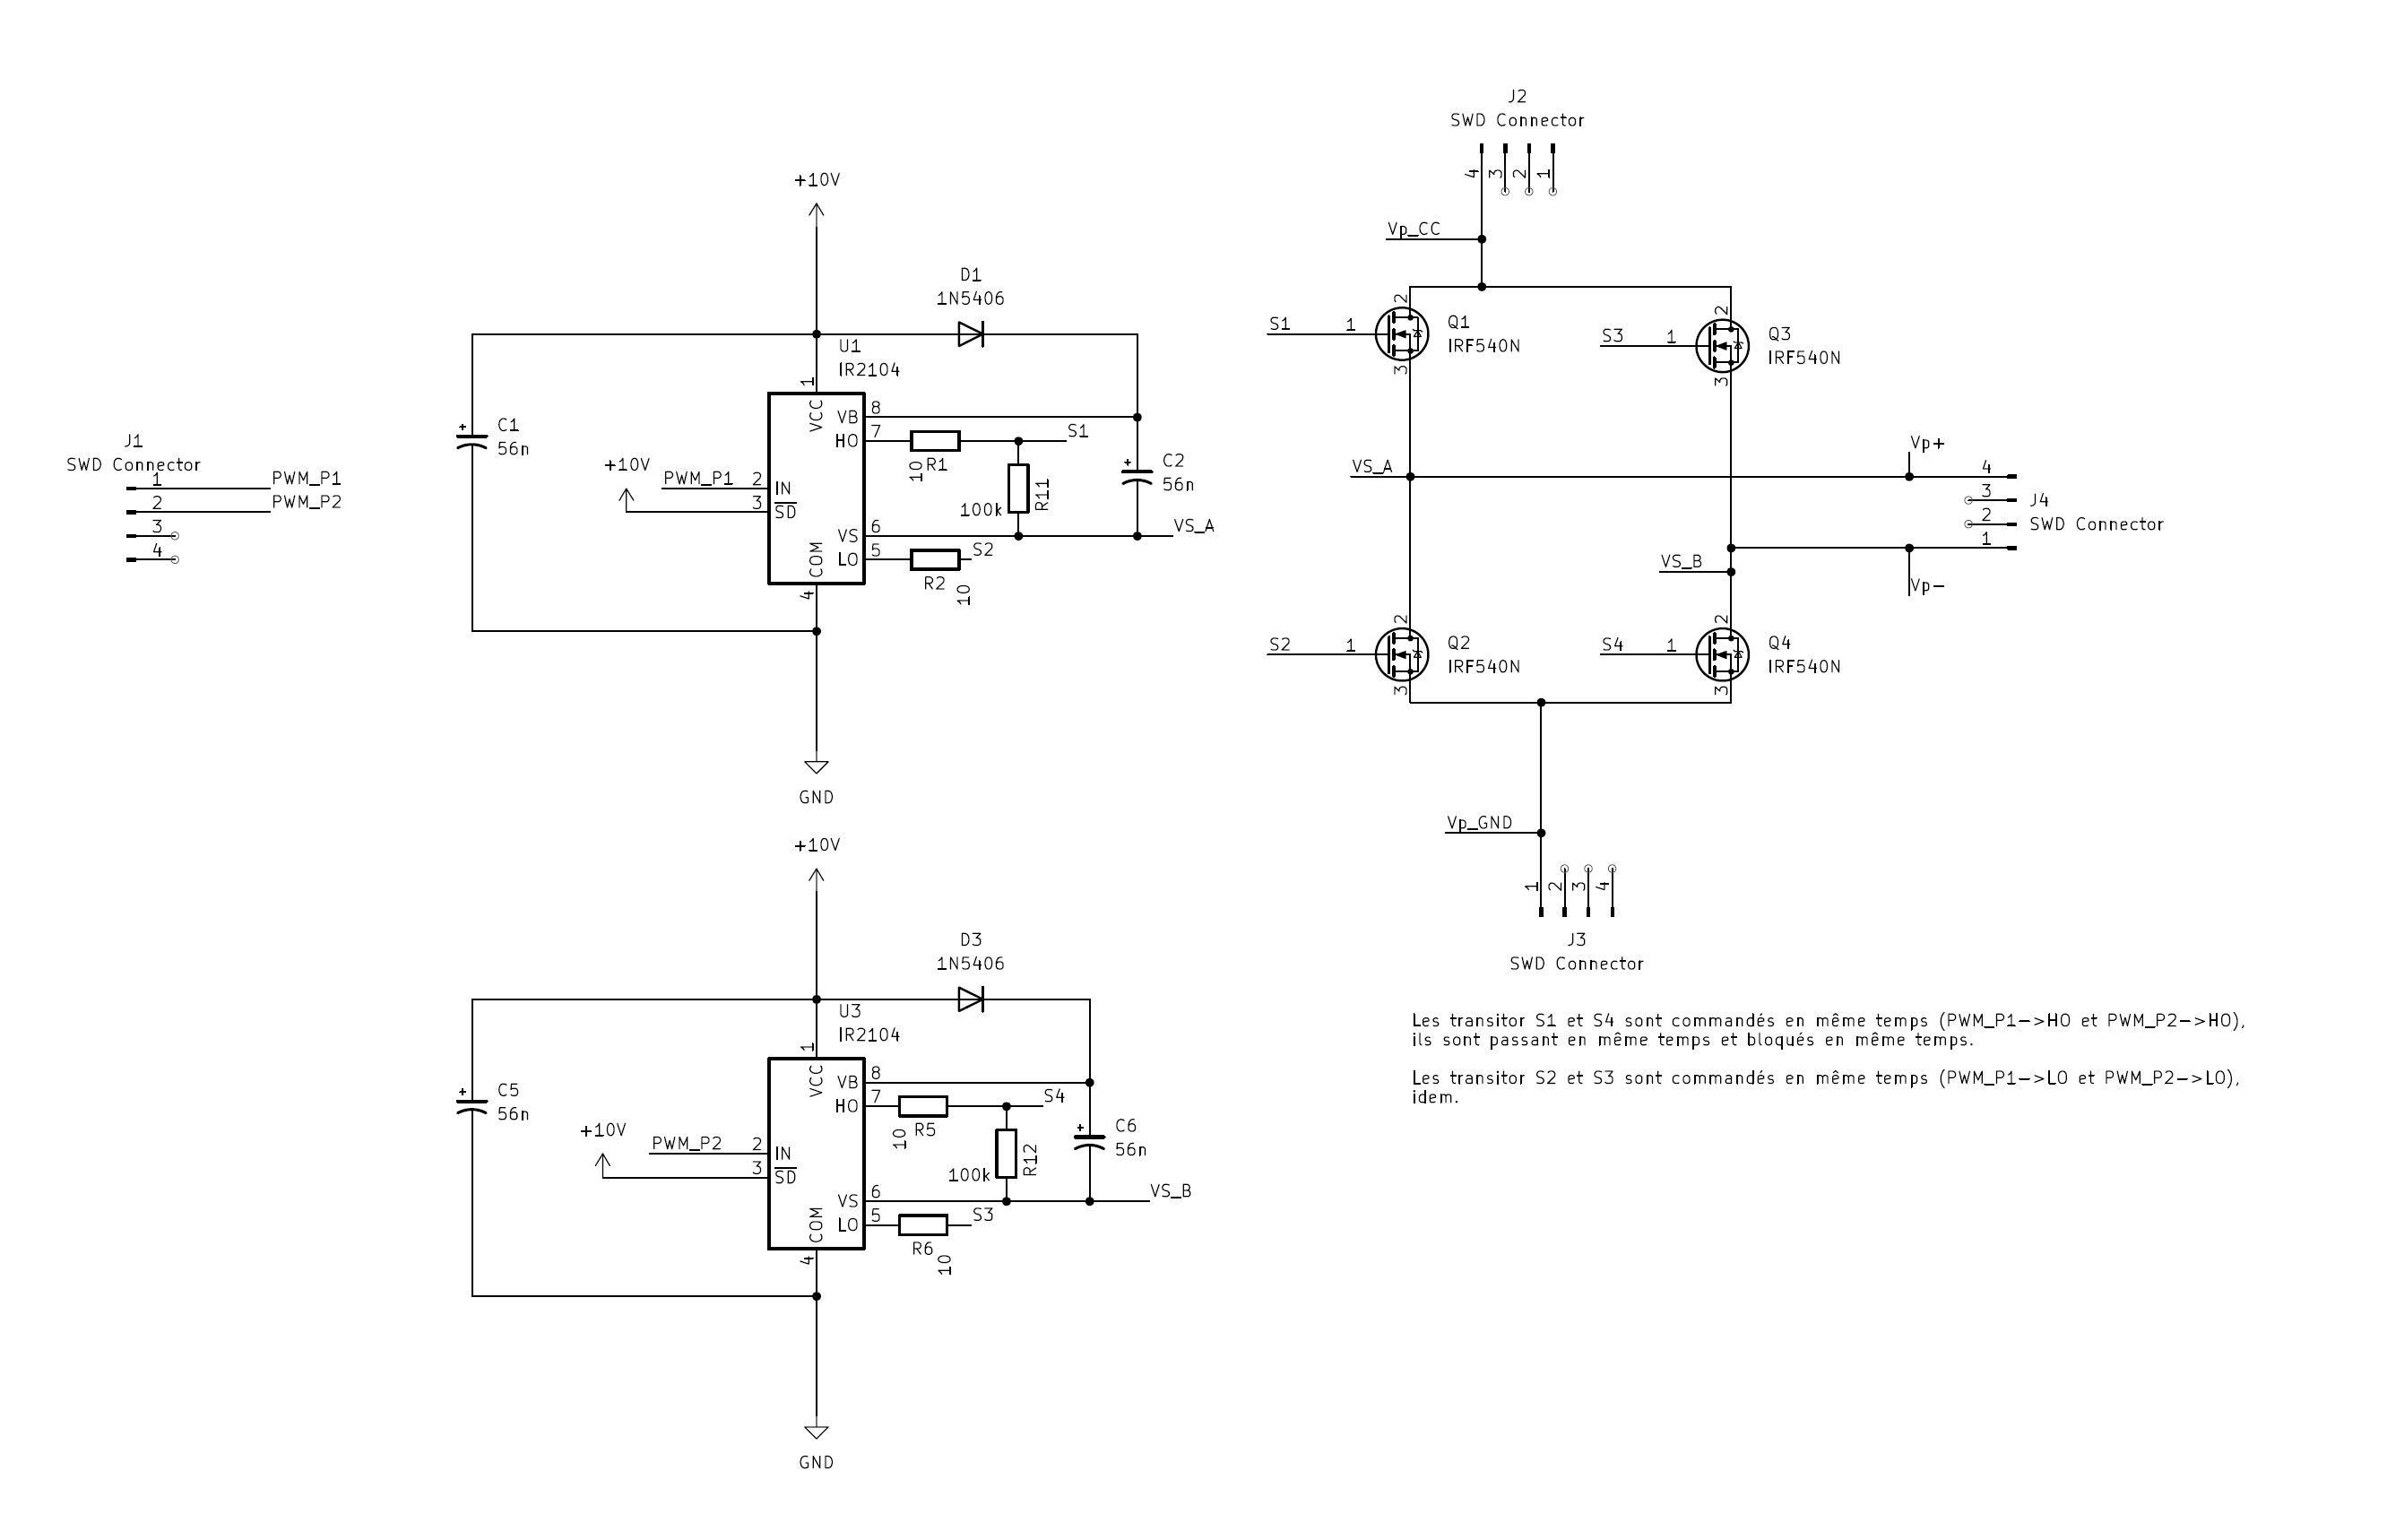 J1
SWD Connector
1
PWM_P1
2
PWM_P2
3
4
+10V
D1
1N5406
U1
IR2104
1
VCC
C1
56n
+
+10V
PWM_P1
2
IN
3
SD
VB
8
HO
7
10
R1
S1
100k
R11
+
C2
56n
VS
6
VS_A
LO
5
S2
R2
10
COM
4
GND
+10V
D3
1N5406
U3
IR2104
1
VCC
C5
56n
+
+10V
PWM_P2
2
IN
3
SD
VB
8
HO
7
10
R5
S4
100k
R12
+
C6
56n
VS
6
VS_B
LO
5
S3
R6
10
COM
4
GND
J2
SWD Connector
4
3
2
1
Vp_CC
S1
1
2
3
Q1
IRF540N
S3
1
2
3
Q3
IRF540N
VS_A
Vp+
4
3
2
1
J4
SWD Connector
VS_B
Vp-
S2
1
2
3
Q2
IRF540N
S4
1
2
3
Q4
IRF540N
Vp_GND
1
2
3
4
J3
SWD Connector
Les transitor S1 et S4 sont commandés en même temps (PWM_P1->HO et PWM_P2->HO),
ils sont passant en même temps et bloqués en même temps.
Les transitor S2 et S3 sont commandés en même temps (PWM_P1->LO et PWM_P2->LO),
idem.